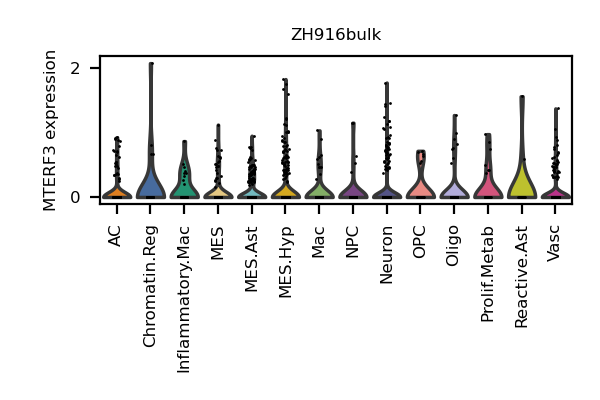 ZH916bulk
MTERF3 expression
2
0
AC
Chromatin.Reg
Inflammatory.Mac
MES
MES.Ast
MES.Hyp
Mac
NPC
Neuron
OPC
Oligo
Prolif.Metab
Reactive.Ast
Vasc